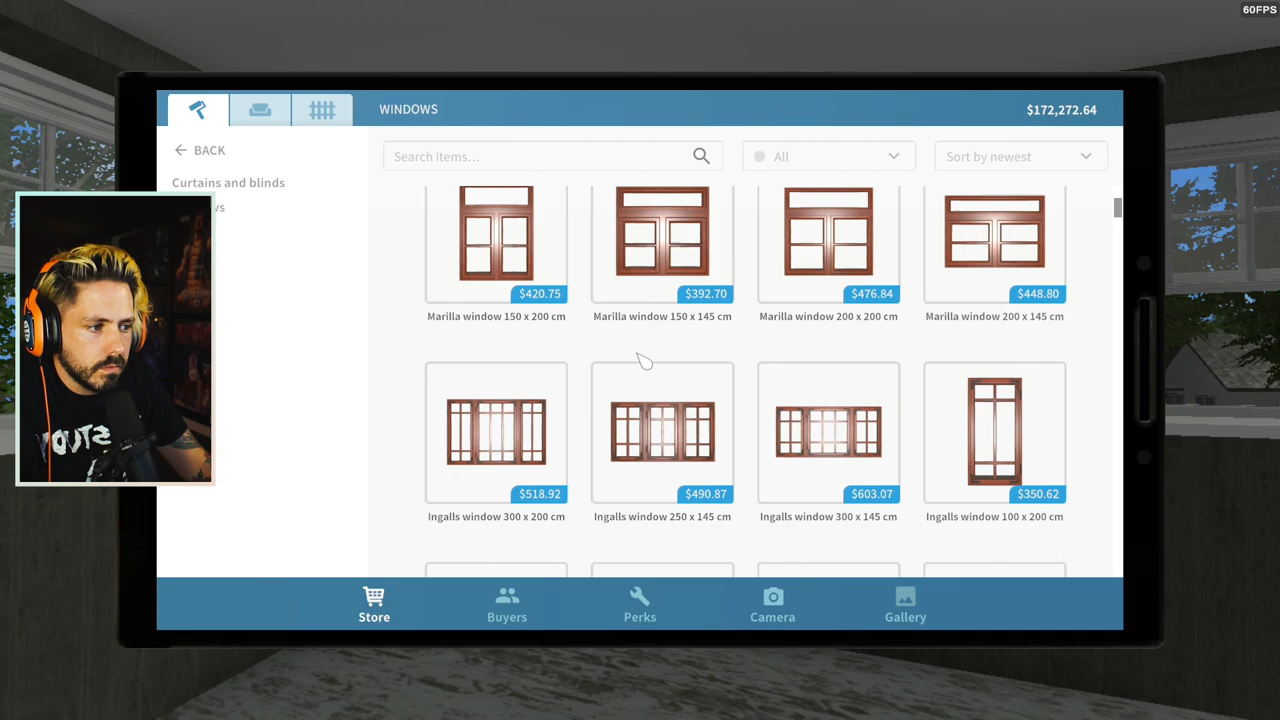 60FPS
WINDOWS
$172,272.64
BACK
Search items...
All
Sort by newest
Curtains and blinds
ws
$420.75
$392.70
$476.84
$448.80
Marilla window 150 x 200 cm
Marilla window 150 x 145 cm
Marilla window 200 x 200 cm
Marilla window 200 x 145 cm
$518.92
$490.87
$603.07
$350.62
Ingalls window 300 x 200 cm
Ingalls window 250 x 145 cm
Ingalls window 300 x 145 cm
Ingalls window 100 x 200 cm
Store
Buyers
Perks
Camera
Gallery